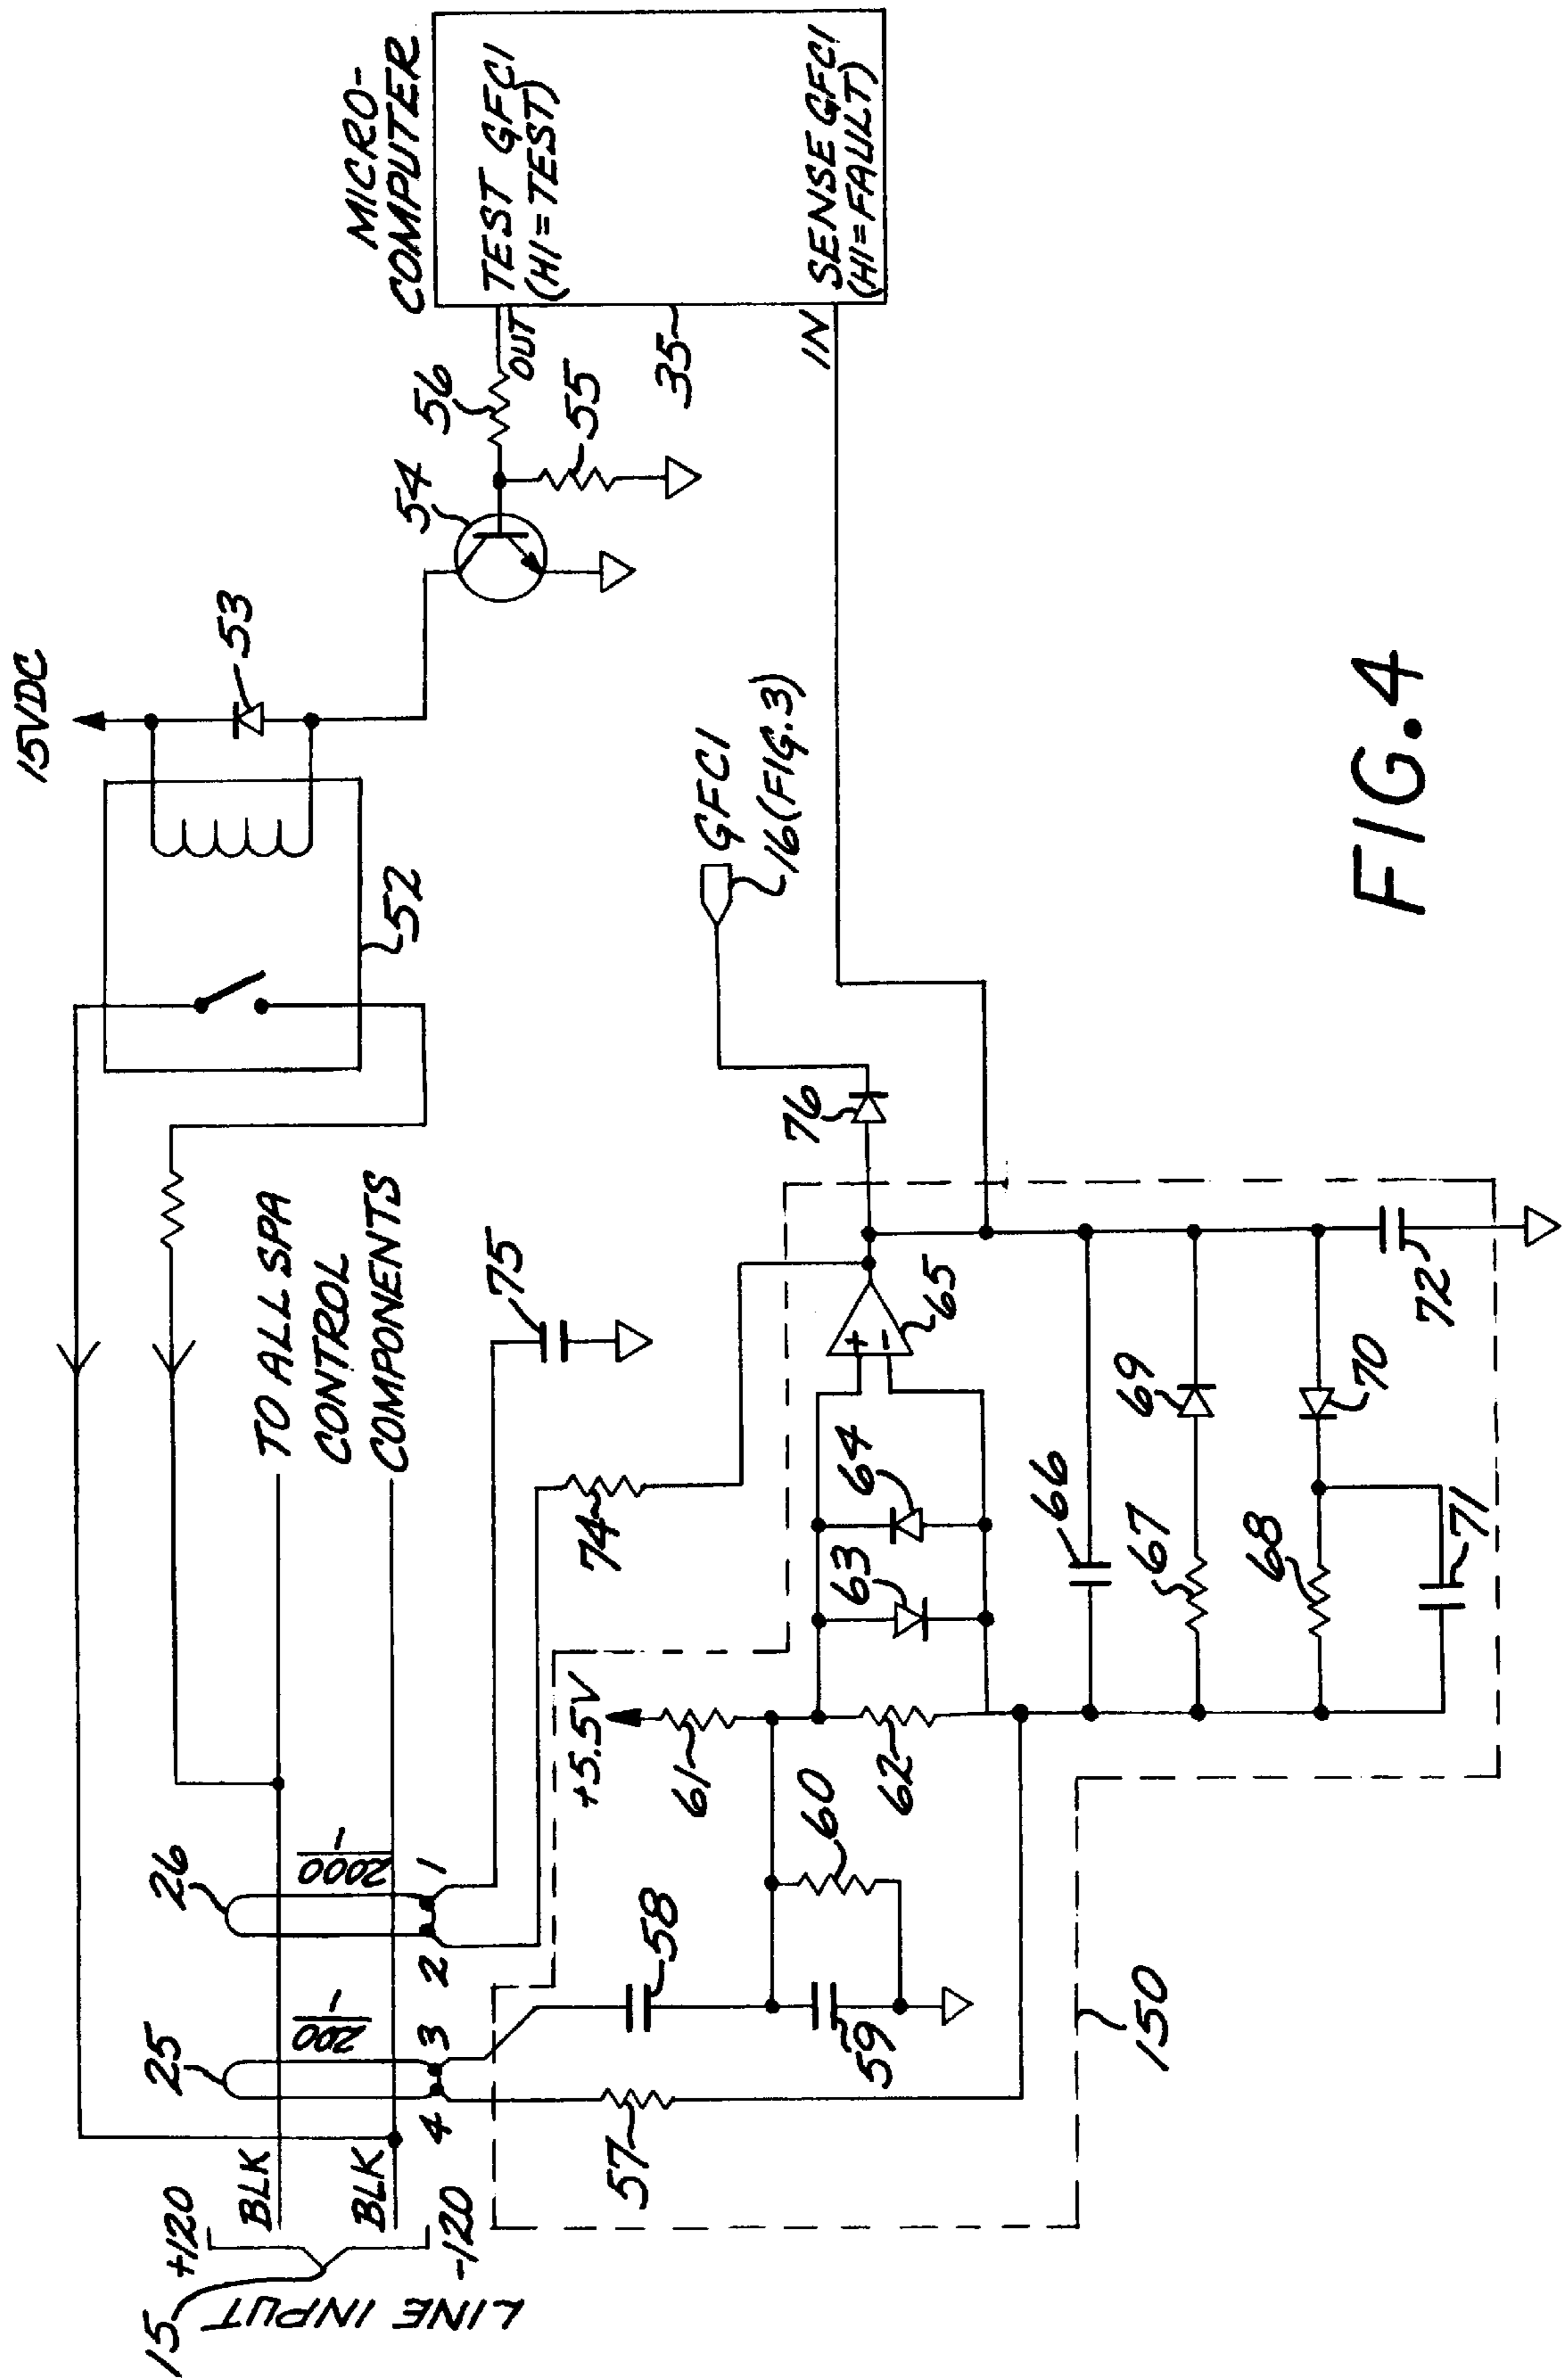 15VDC
53
52
54
56
55
OUT
MICRO-
COMPUTER
TEST GFCI
(HI=TEST)
35
IN
SENSE GFCI
(HI=FAULT)
TO ALL SPA
CONTROL
COMPONENTS
75
GFCI
16(FIG.3)
76
15
+120
BLK
BLK
-120
LINE INPUT
25
1
200
26
1
2000
4
3
2
1
74
+5.5V
57
58
59
60
61
62
63
64
+
-
65
66
67
69
68
70
71
72
150
FIG.4